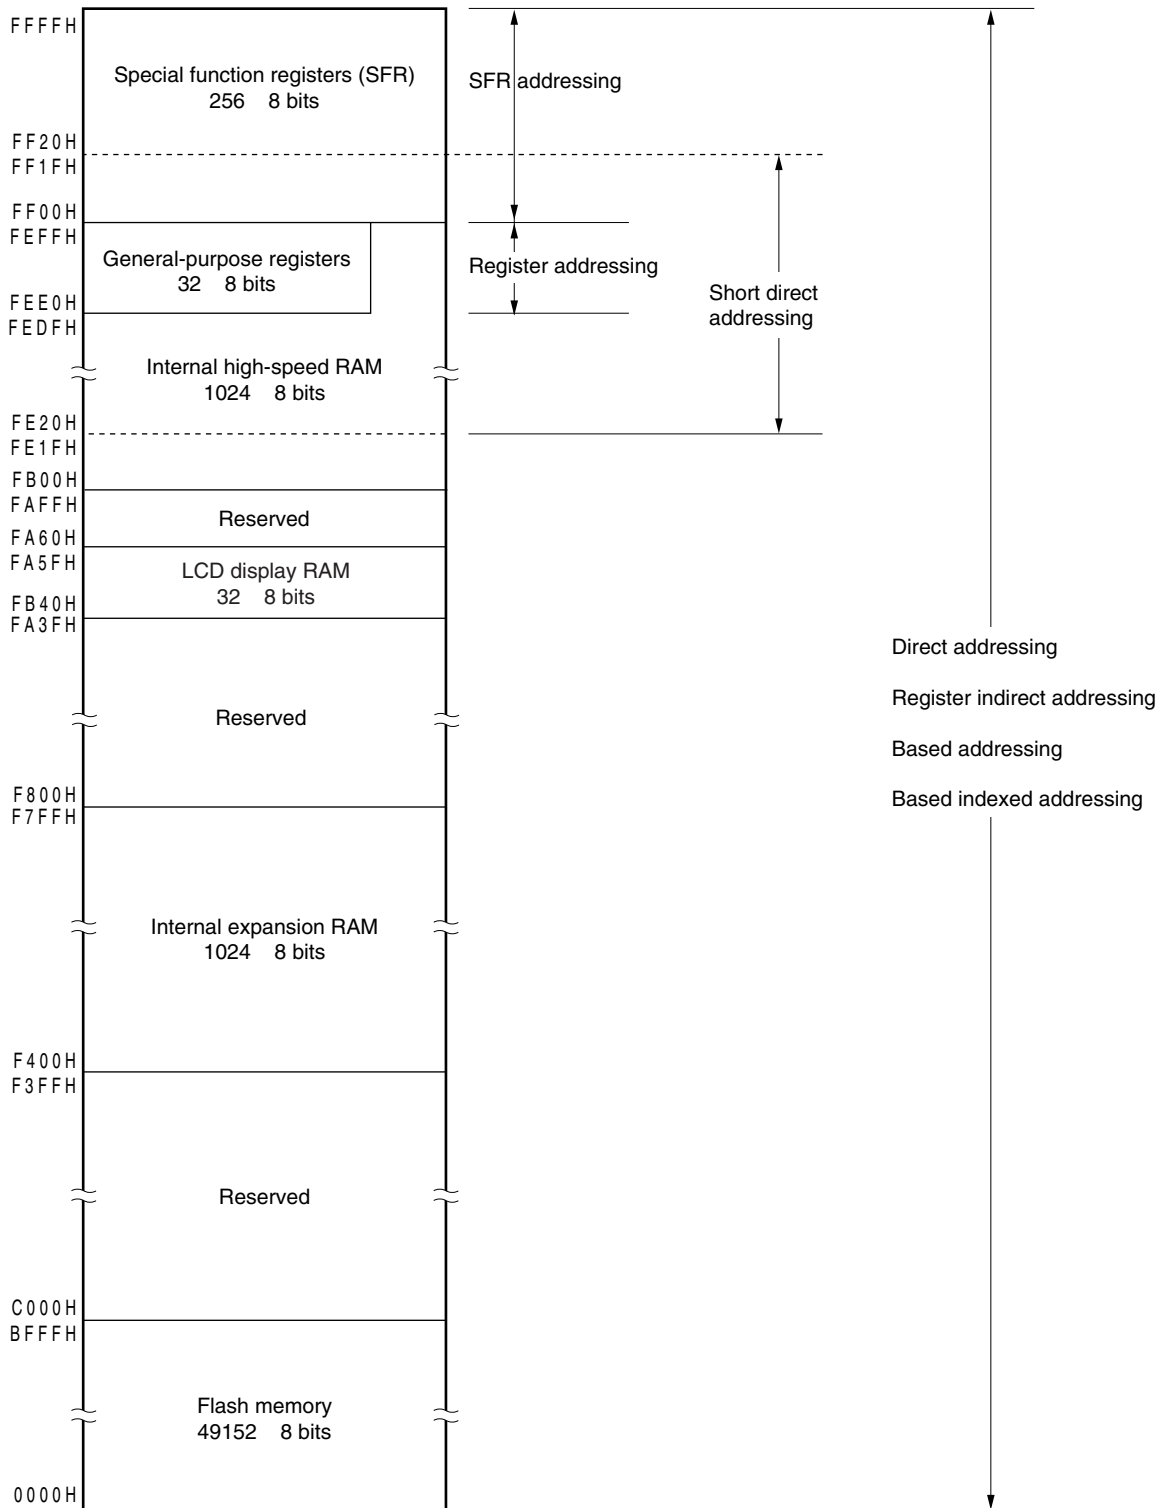 FFFFH
Special function registers (SFR)
256 8 bits
SFR addressing
FF20H
FF1FH
FF00H
FEFFH
General-purpose registers
32 8 bits
Register addressing
Short direct
addressing
FEE0H
FEDFH
Internal high-speed RAM
1024 8 bits
FE20H
FE1FH
FB00H
FAFFH
Reserved
FA60H
FA5FH
LCD display RAM
32 8 bits
FB40H
FA3FH
Direct addressing
Register indirect addressing
Based addressing
Based indexed addressing
Reserved
F800H
F7FFH
Internal expansion RAM
1024 8 bits
F400H
F3FFH
Reserved
C000H
BFFFH
Flash memory
49152 8 bits
0000H